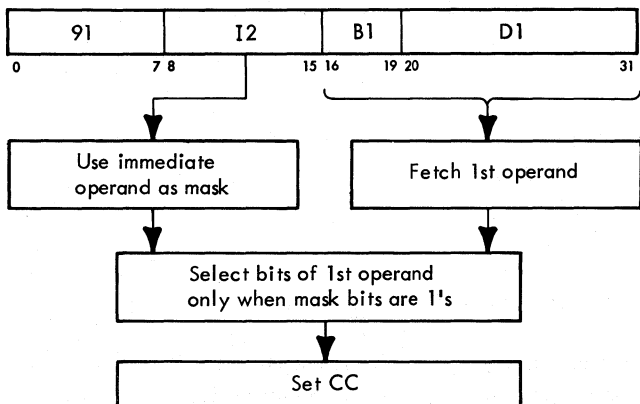 91 I2 B1 D1
0 7 8 15 16 19 20 31
Use immediate
operand as mask
Fetch 1st operand
Select bits of 1st operand
only when mask bits are 1's
Set CC